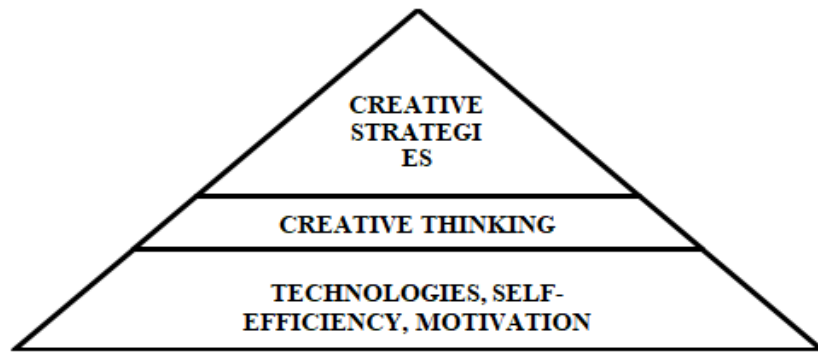 CREATIVE
STRATEGI
ES
CREATIVE THINKING
TECHNOLOGIES, SELF-
EFFICIENCY, MOTIVATION